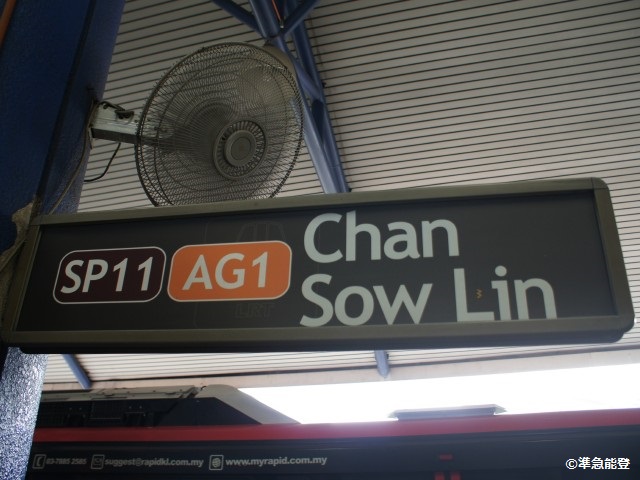 SP11 AG1 Chan
Sow Lin
03-7885 2585 suggest@rapidkl.com.my www.myrapid.com.my
©準急能登